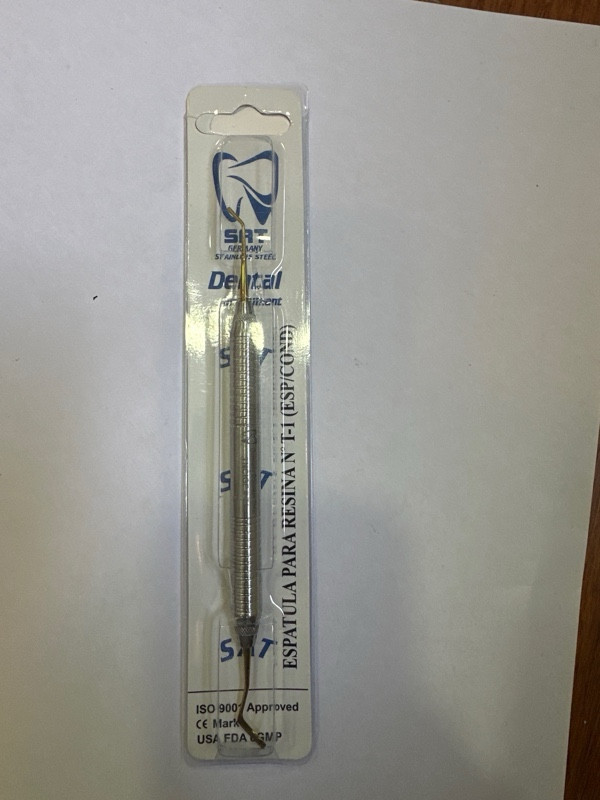 SAT
GERMANY
STAINLESS STEEL
Dental
SAT
SAT
SAT
ESPATULA PARA RESINA N° T-1 (ESP/COND)
ISO 9001 Approved
CE Mark
USA FDA cGMP